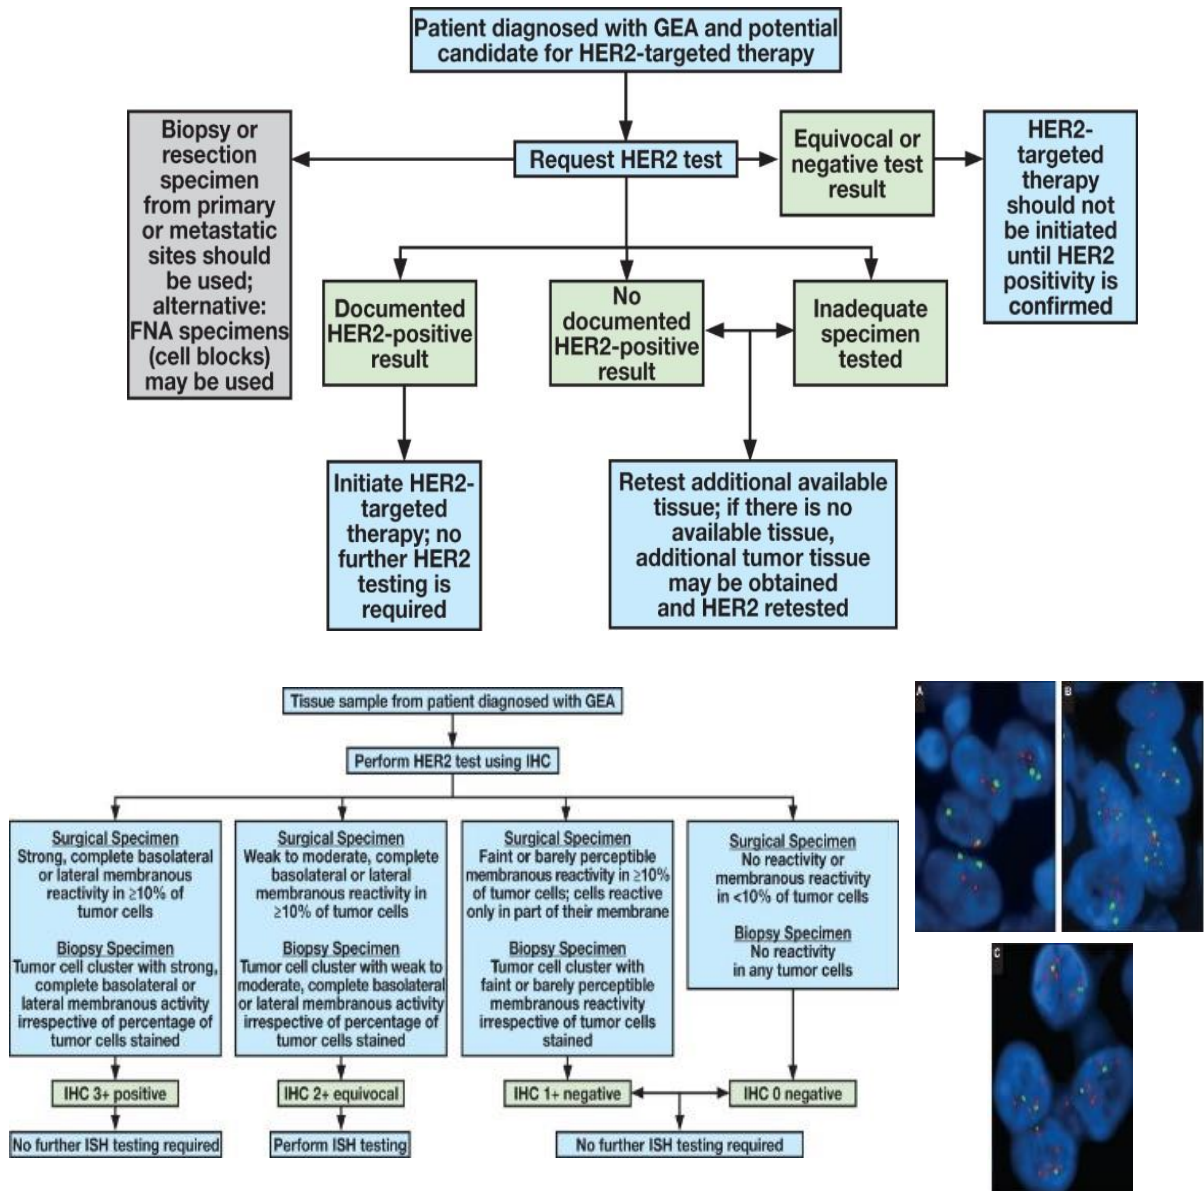 Patient diagnosed with GEA and potential
candidate for HER2-targeted therapy
Biopsy or
resection
specimen
from primary
or metastatic
sites should
be used;
alternative:
FNA specimens
(cell blocks)
may be used
Request HER2 test
Equivocal or
negative test
result
HER2-
targeted
therapy
should not
be initiated
until HER2
positivity is
confirmed
Documented
HER2-positive
result
No
documented
HER2-positive
result
Inadequate
specimen
tested
Initiate HER2-
targeted
therapy; no
further HER2
testing is
required
Retest additional available
tissue; if there is no
available tissue,
additional tumor tissue
may be obtained
and HER2 retested
Tissue sample from patient diagnosed with GEA
Perform HER2 test using IHC
Surgical Specimen
Strong, complete basolateral
or lateral membranous
reactivity in ≥10% of
tumor cells
Biopsy Specimen
Tumor cell cluster with strong,
complete basolateral or
lateral membranous activity
irrespective of percentage of
tumor cells stained
Surgical Specimen
Weak to moderate, complete
basolateral or lateral
membranous reactivity in
≥10% of tumor cells
Biopsy Specimen
Tumor cell cluster with weak to
moderate, complete basolateral
or lateral membranous activity
irrespective of percentage of
tumor cells stained
Surgical Specimen
Faint or barely perceptible
membranous reactivity in ≥10%
of tumor cells; cells reactive
only in part of their membrane
Biopsy Specimen
Tumor cell cluster with
faint or barely perceptible
membranous reactivity
irrespective of tumor cells
stained
Surgical Specimen
No reactivity or
membranous reactivity
in <10% of tumor cells
Biopsy Specimen
No reactivity
in any tumor cells
IHC 3+ positive
IHC 2+ equivocal
IHC 1+ negative
IHC 0 negative
No further ISH testing required
Perform ISH testing
No further ISH testing required
A
B
C